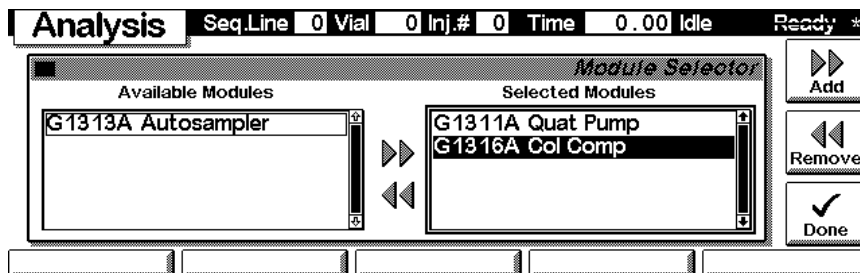 Analysis Seq.Line 0 Vial 0 Inj.# 0 Time 0.00 Idle Ready *
Module Selector
Available Modules Selected Modules
G1313A Autosampler
G1311A Quat Pump
G1316A Col Comp
Add
Remove
Done